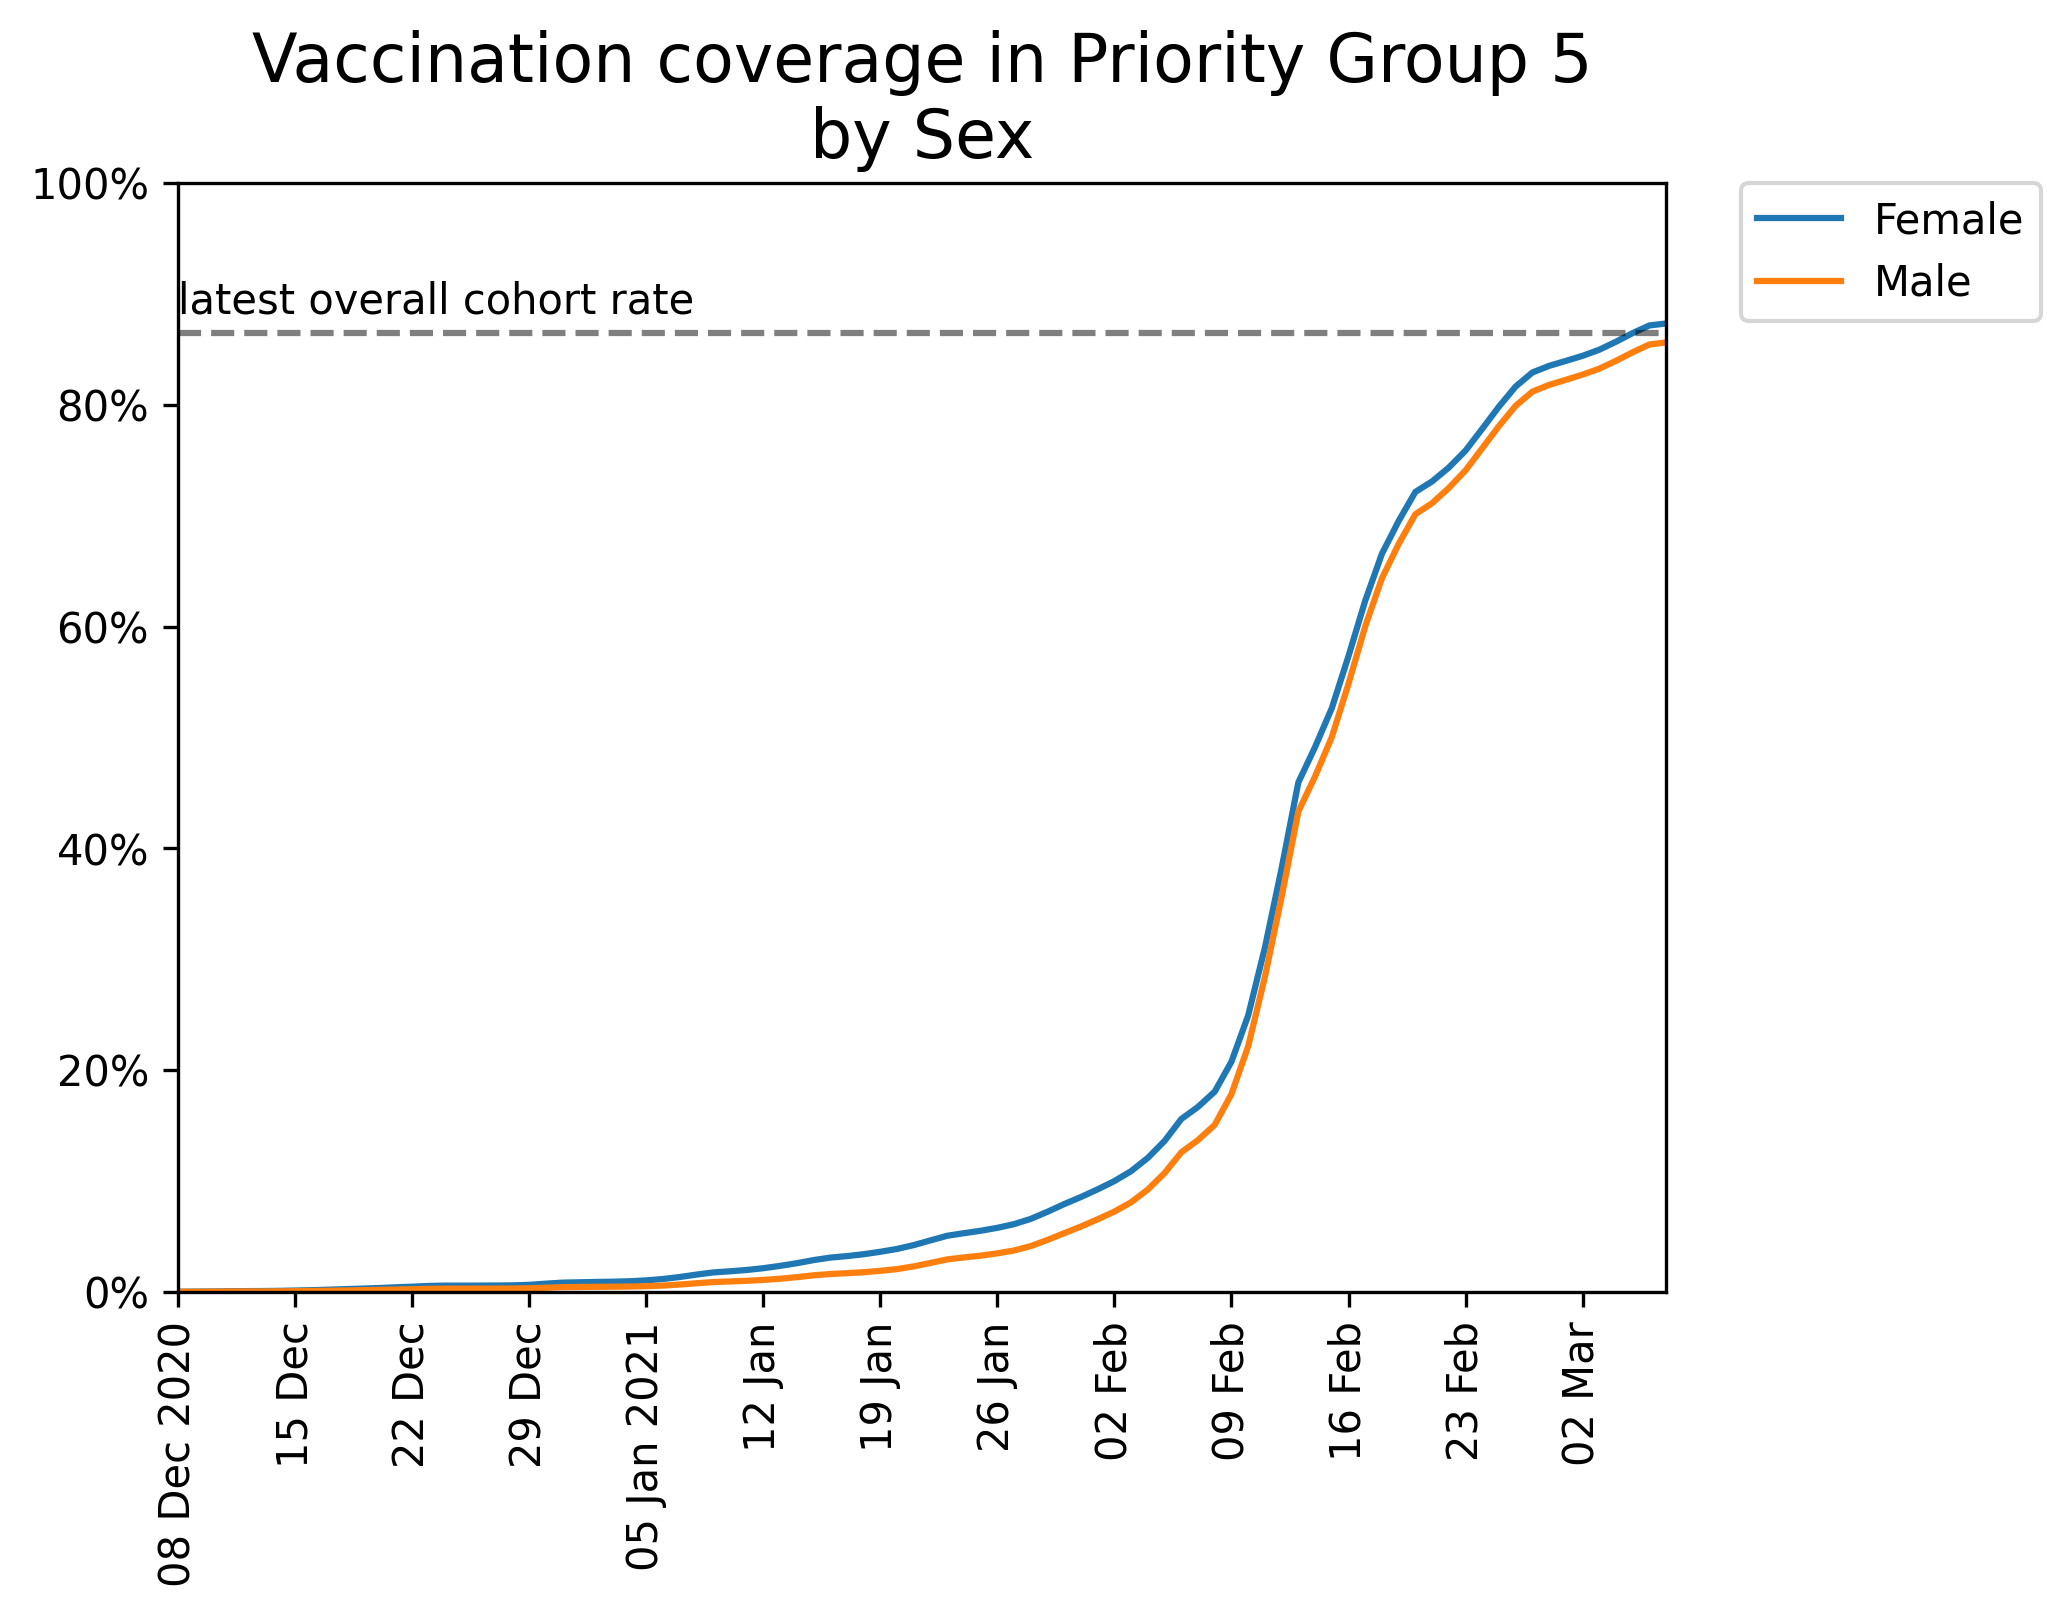 Vaccination coverage in Priority Group 5
by Sex
100%
80%
60%
40%
20%
0%
latest overall cohort rate
Female
Male
08 Dec 2020
15 Dec
22 Dec
29 Dec
05 Jan 2021
12 Jan
19 Jan
26 Jan
02 Feb
09 Feb
16 Feb
23 Feb
02 Mar